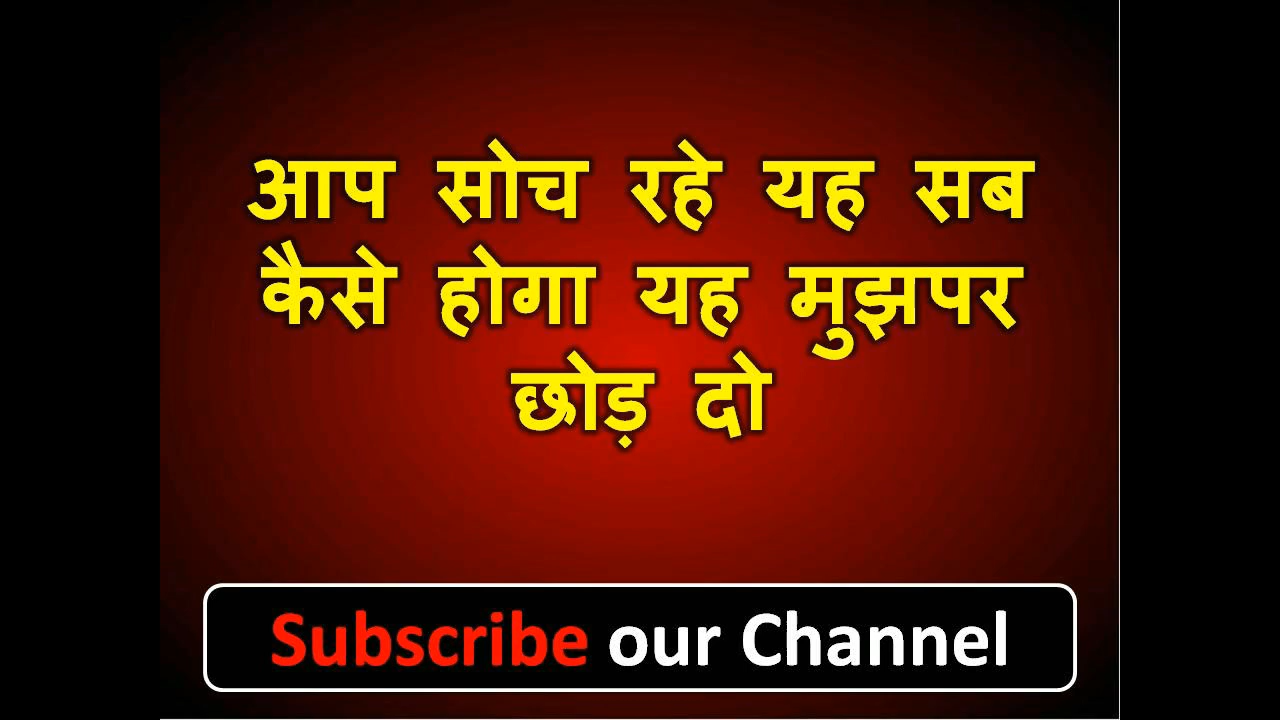 आप सोच रहे यह सब
कैसे होगा यह मुझपर
छोड़ दो
Subscribe our Channel